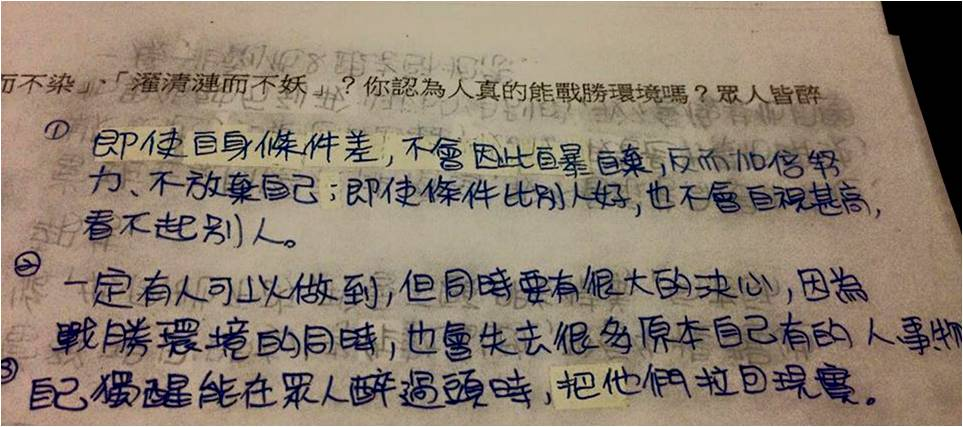 而不染」、「濯清漣而不妖」？你認為人真的能戰勝環境嗎？眾人皆醉
① 即使自身條件差，不會因此自暴自棄，反而加倍努
力、不放棄自己；即使條件比別人好，也不會自視甚高，
看不起別人。
② 一定有人可以做到，但同時要有很大的決心，因為
戰勝環境的同時，也會失去很多原本自己有的人、事物
③ 自己獨醒能在眾人醉過頭時，把他們拉回現實。